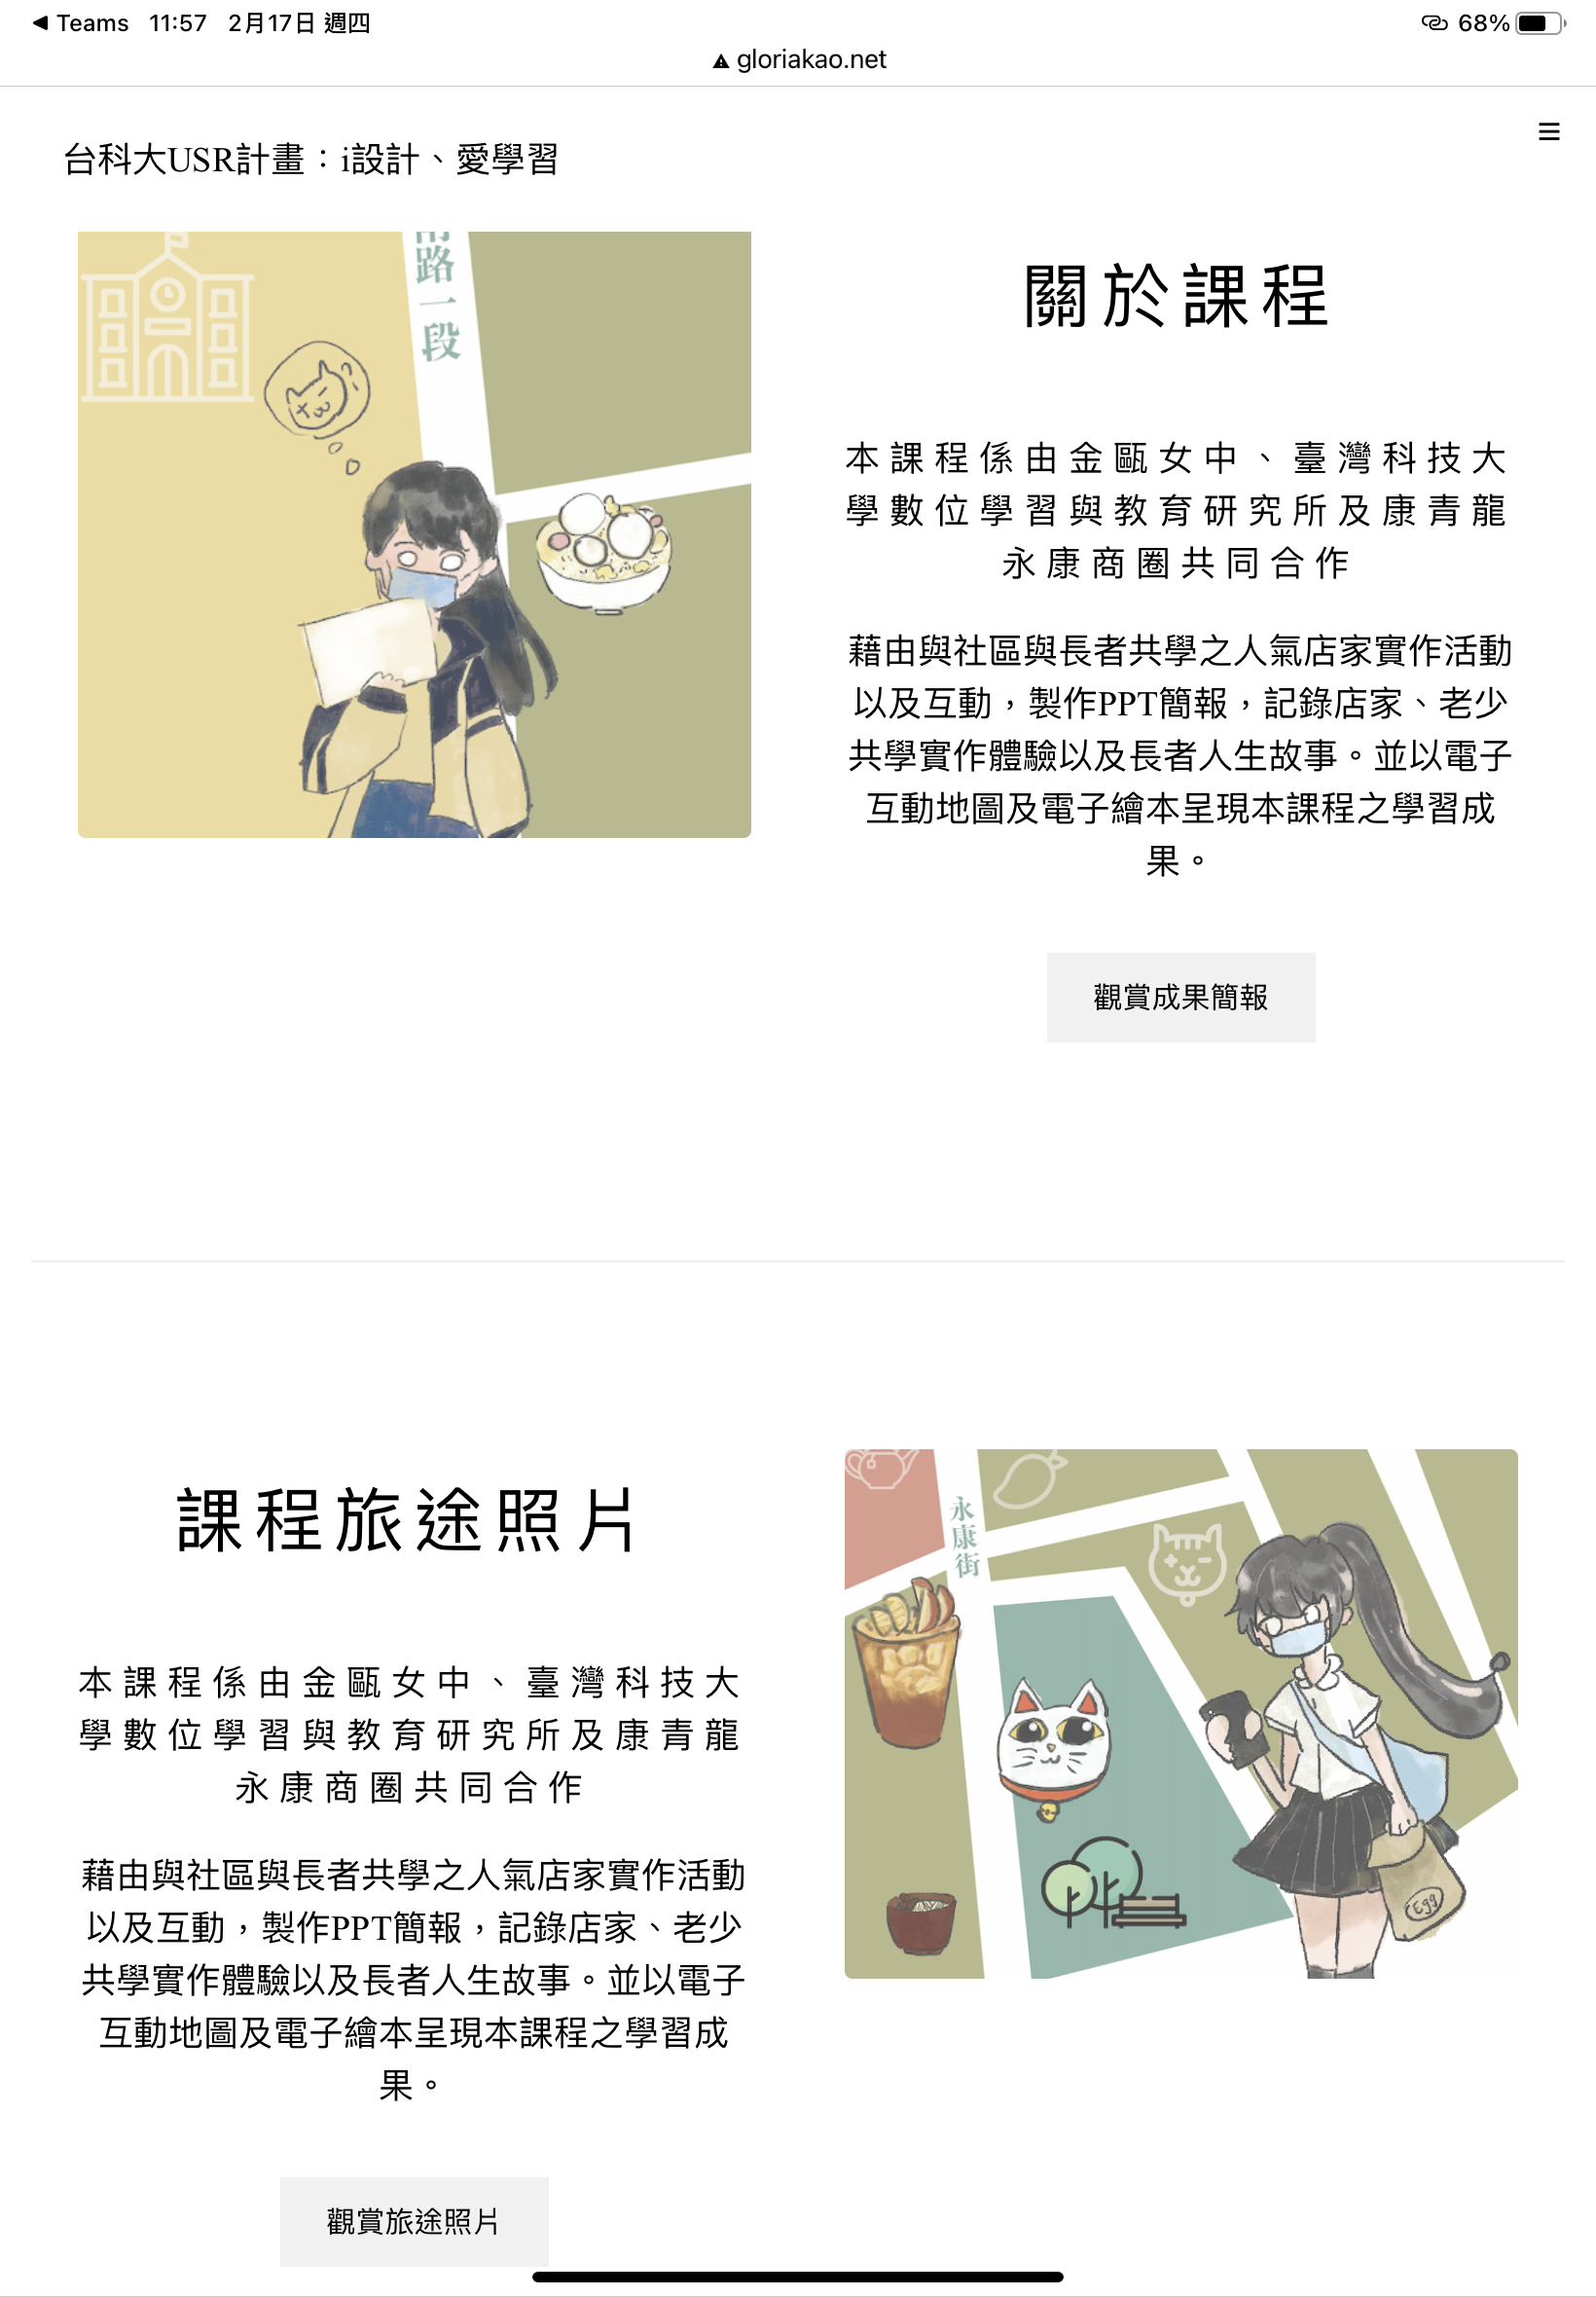 Teams 11:57 2月17日 週四
68%
gloriakao.net
台科大USR計畫：i設計、愛學習
路一段
關於課程
本課程係由金甌女中、臺灣科技大
學數位學習與教育研究所及康青龍
永康商圈共同合作
藉由與社區與長者共學之人氣店家實作活動
以及互動，製作PPT簡報，記錄店家、老少
共學實作體驗以及長者人生故事。並以電子
互動地圖及電子繪本呈現本課程之學習成
果。
觀賞成果簡報
課程旅途照片
本課程係由金甌女中、臺灣科技大
學數位學習與教育研究所及康青龍
永康商圈共同合作
藉由與社區與長者共學之人氣店家實作活動
以及互動，製作PPT簡報，記錄店家、老少
共學實作體驗以及長者人生故事。並以電子
互動地圖及電子繪本呈現本課程之學習成
果。
觀賞旅途照片
永康街
Egg